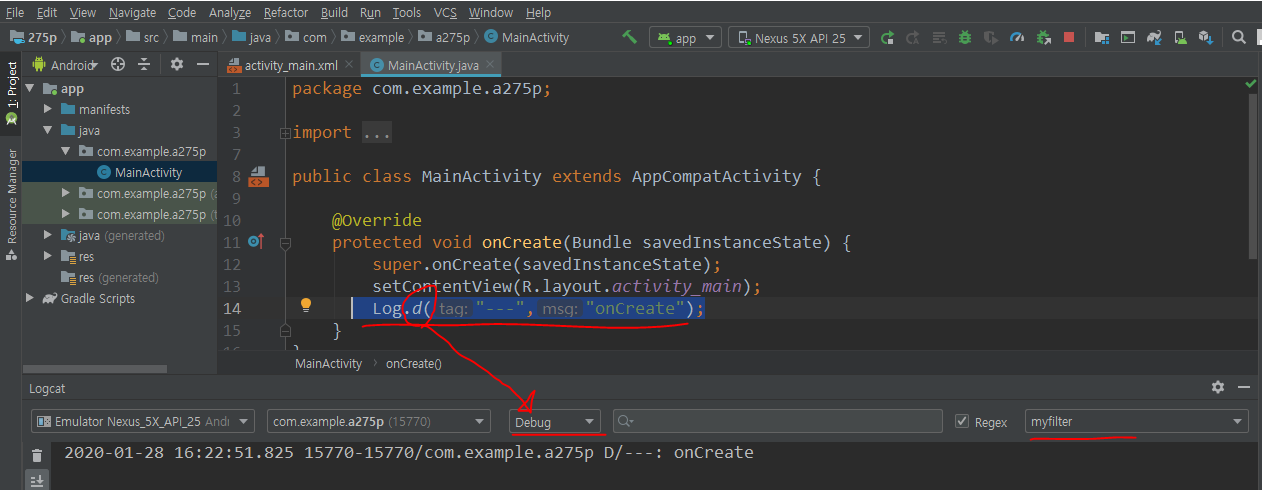 File Edit View Navigate Code Analyze Refactor Build Run Tools VCS Window Help
275p app src main java com example a275p MainActivity app Nexus 5X API 25
1: Project
Resource Manager
Android
app
manifests
java
com.example.a275p
MainActivity
com.example.a275p (
com.example.a275p (
java (generated)
res
res (generated)
Gradle Scripts
activity_main.xml MainActivity.java
1 package com.example.a275p;
2
3 import ...
7
8 public class MainActivity extends AppCompatActivity {
9
10 @Override
11 protected void onCreate(Bundle savedInstanceState) {
12 super.onCreate(savedInstanceState);
13 setContentView(R.layout.activity_main);
14 Log.d( tag: "---", msg: "onCreate");
15 }
16 }
MainActivity onCreate()
Logcat
Emulator Nexus_5X_API_25 Andr com.example.a275p (15770) Debug Regex myfilter
2020-01-28 16:22:51.825 15770-15770/com.example.a275p D/---: onCreate